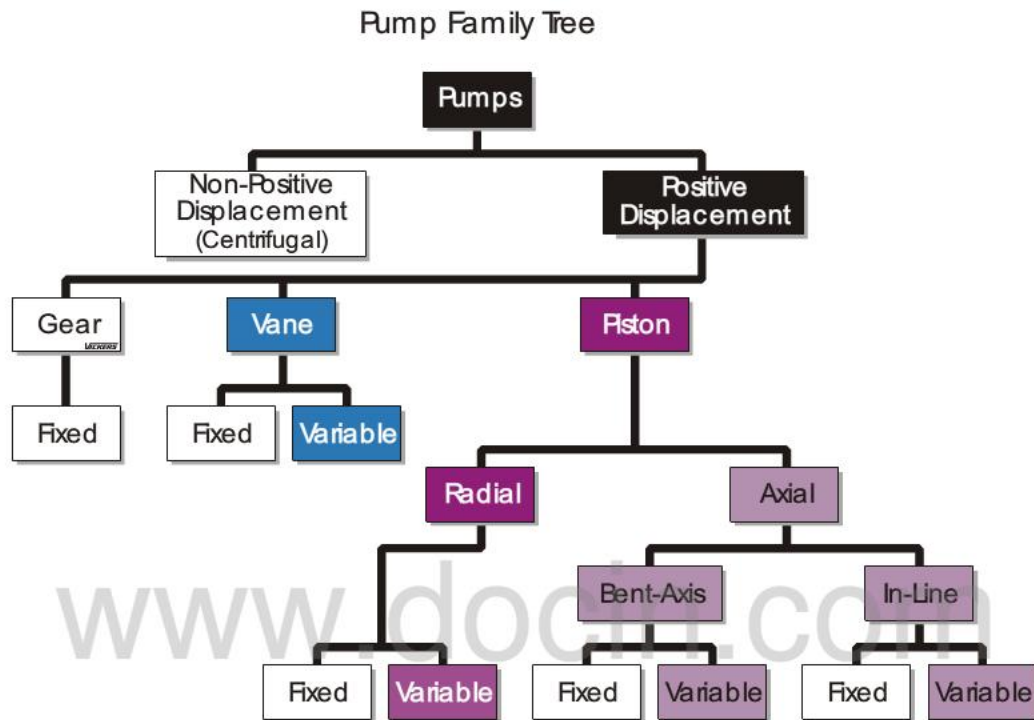 Pump Family Tree
Pumps
Non-Positive
Displacement
(Centrifugal)
Positive
Displacement
Gear
VICKERS
Vane
Piston
Fixed
Fixed
Variable
Radial
Axial
Bent-Axis
In-Line
www.docin.com
Fixed
Variable
Fixed
Variable
Fixed
Variable